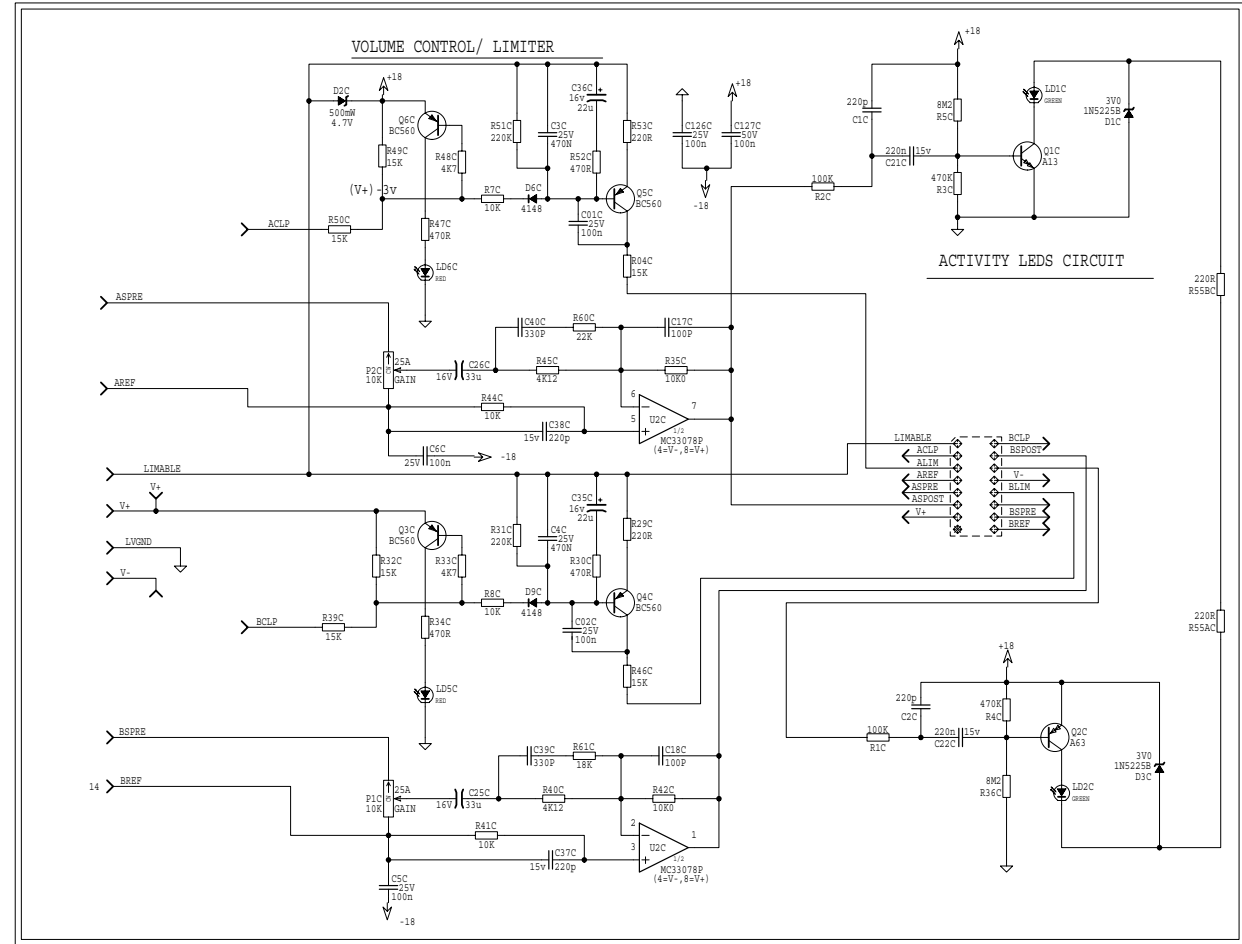 VOLUME CONTROL/ LIMITER
D2C
500mW
4.7V
+18
Q6C
BC560
R49C
15K
R48C
4K7
(V+)-3v
R7C
10K
D6C
4148
ACLP
R50C
15K
R47C
470R
LD6C
RED
R51C
220K
C3C
25V
470N
C36C
16v
22u
+
R52C
470R
R53C
220R
Q5C
BC560
C01C
25V
100n
R04C
15K
C126C
25V
100n
+18
C127C
50V
100n
-18
220p
C1C
100K
R2C
220n
15v
C21C
+18
8M2
R5C
470K
R3C
LD1C
GREEN
Q1C
A13
3V0
1N5225B
D1C
ACTIVITY LEDS CIRCUIT
220R
R55BC
ASPRE
AREF
P2C
10K
25A
GAIN
16V
C26C
33u
C40C
330P
R60C
22K
C17C
100P
R45C
4K12
R35C
10K0
R44C
10K
15v
C38C
220p
6
5
7
U2C
1/2
MC33078P
(4=V-,8=V+)
25V
C6C
100n
-18
LIMABLE
V+
V+
LVGND
V-
Q3C
BC560
R32C
15K
R33C
4K7
R8C
10K
D9C
4148
BCLP
R39C
15K
R34C
470R
LD5C
RED
R31C
220K
C4C
25V
470N
C35C
16v
22u
+
R30C
470R
R29C
220R
Q4C
BC560
C02C
25V
100n
R46C
15K
LIMABLE
ACLP
ALIM
AREF
ASPRE
ASPOST
V+
BCLP
BSPOST
V-
BLIM
BSPRE
BREF
220R
R55AC
BSPRE
14
BREF
P1C
10K
25A
GAIN
16V
C25C
33u
C39C
330P
R61C
18K
C18C
100P
R40C
4K12
R42C
10K0
R41C
10K
15v
C37C
220p
2
3
1
U2C
1/2
MC33078P
(4=V-,8=V+)
C5C
25V
100n
-18
220p
C2C
100K
R1C
220n
15v
C22C
+18
470K
R4C
8M2
R36C
Q2C
A63
LD2C
GREEN
3V0
1N5225B
D3C